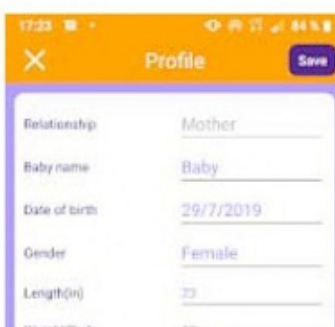 17:23 84%
Profile Save
Relationship Mother
Baby name Baby
Date of birth 29/7/2019
Gender Female
Length(in) 23